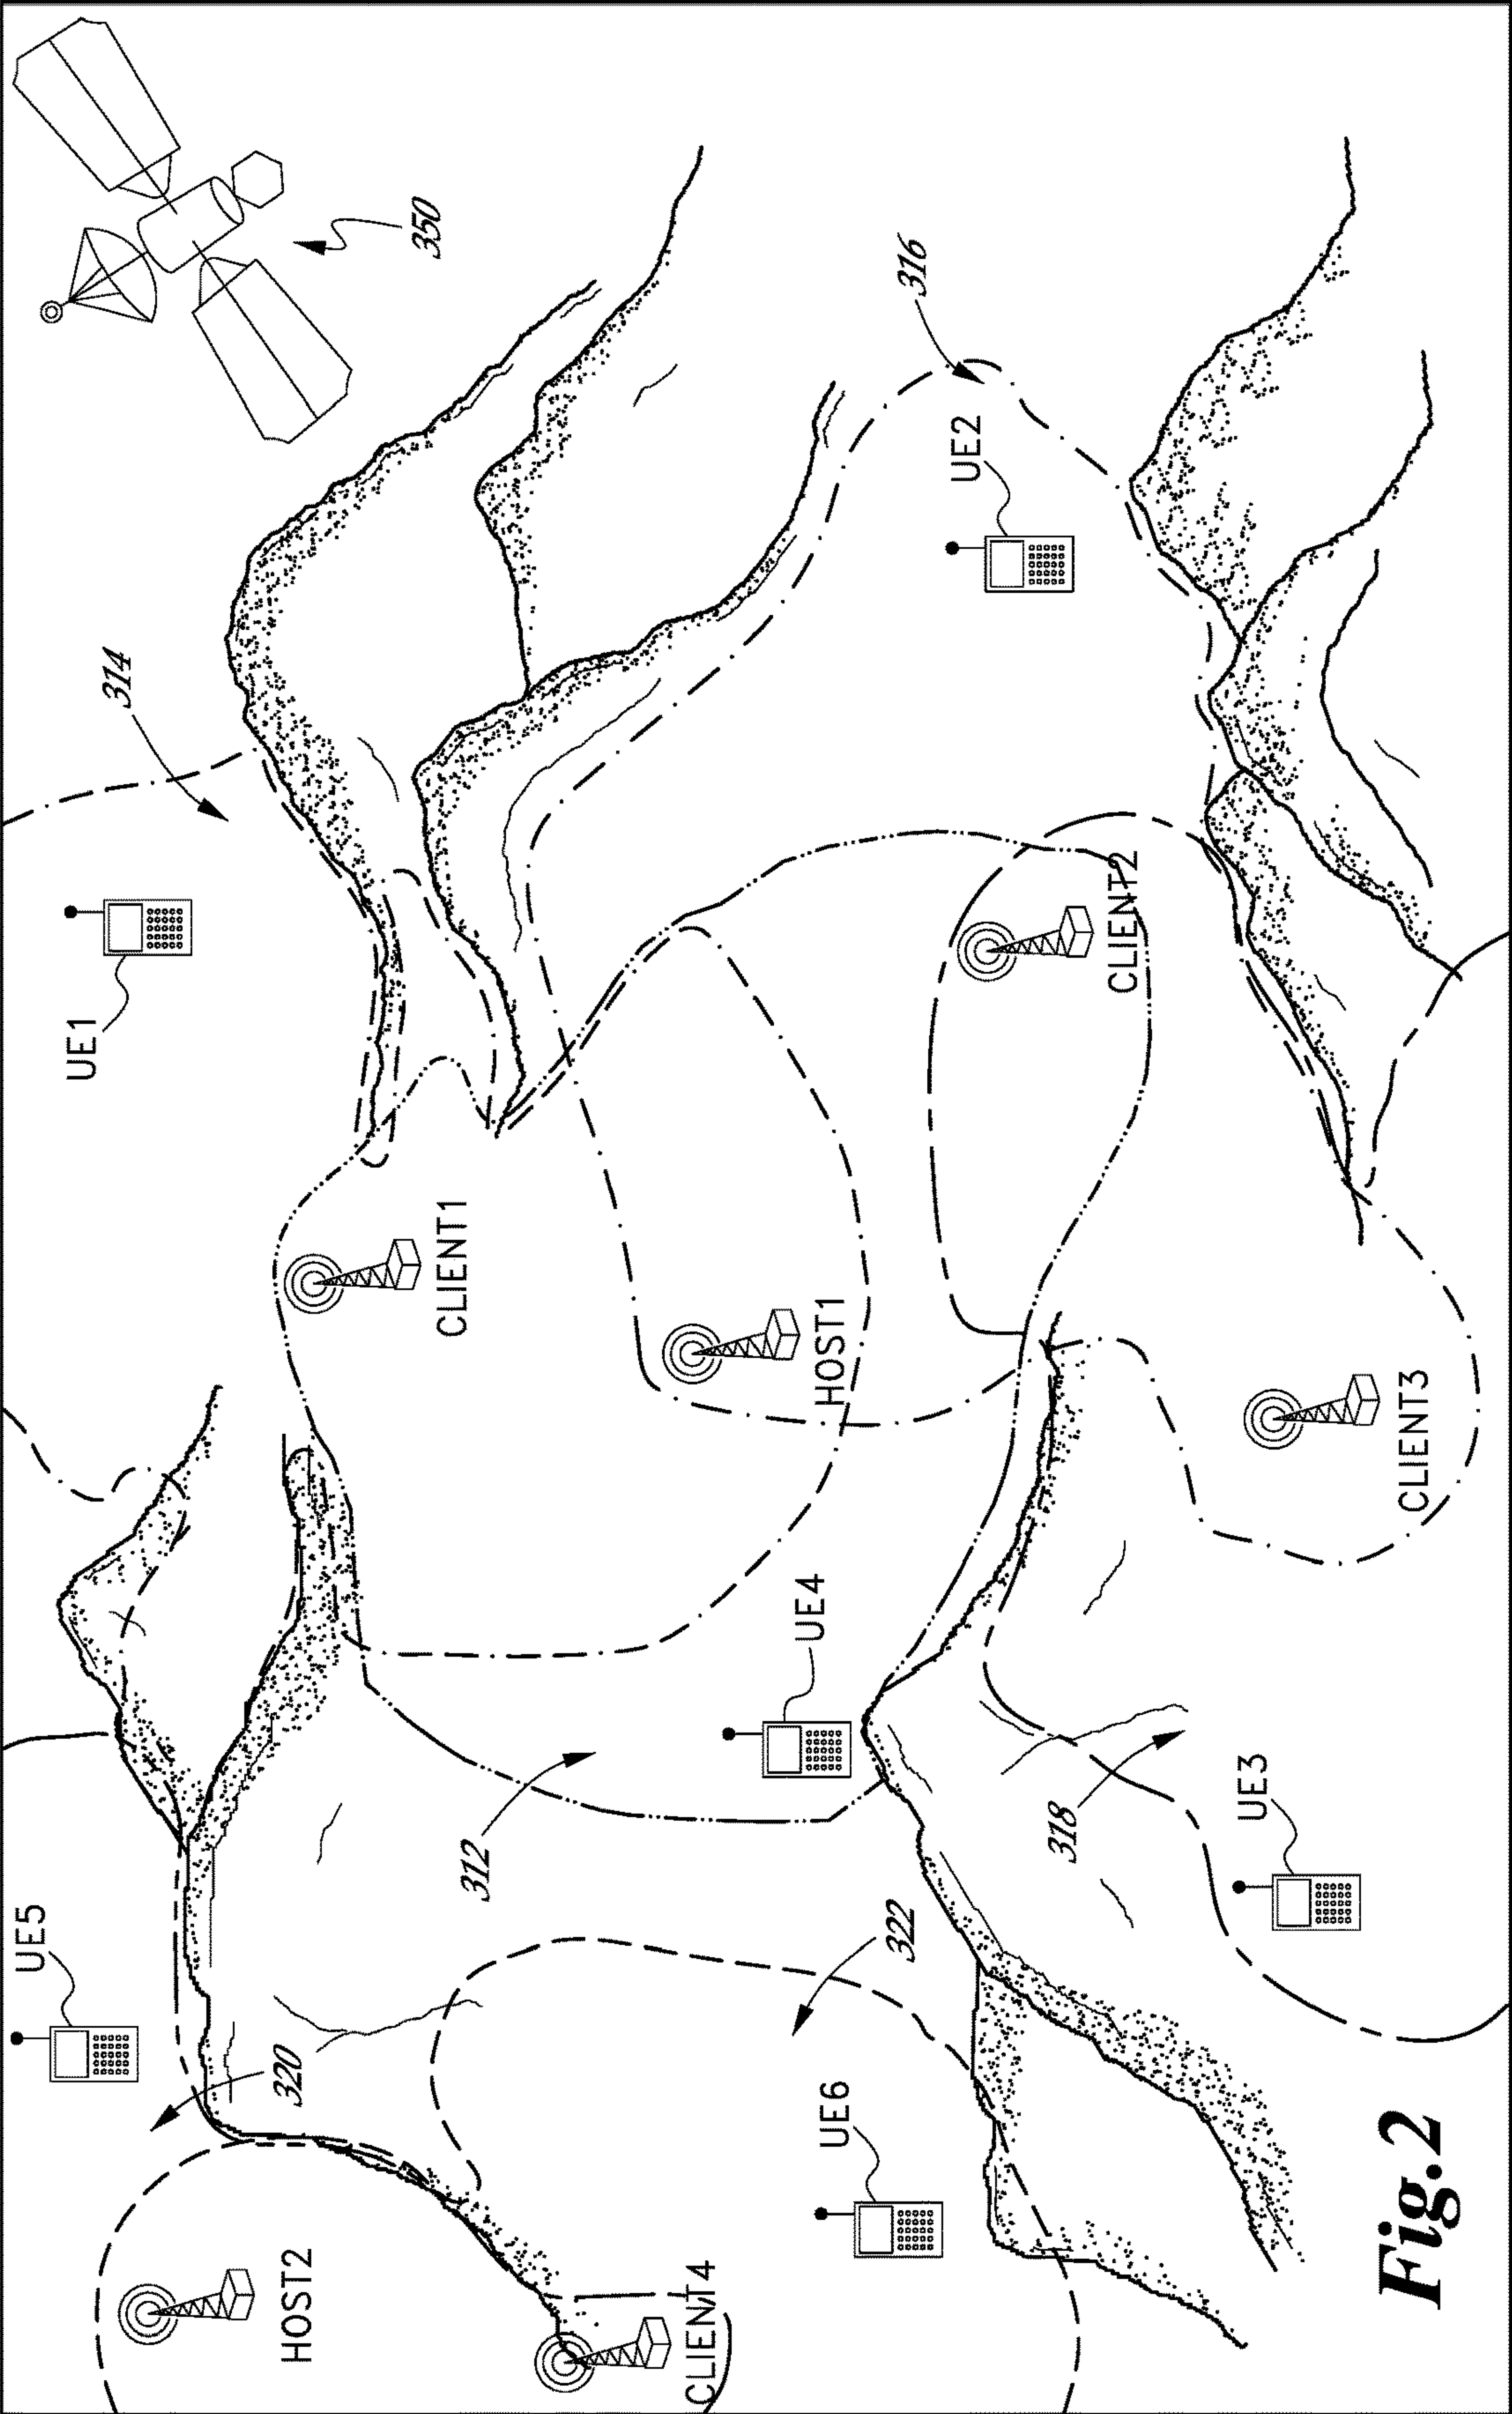 HOST2
320
UE5
314
UE1
350
CLIENT4
312
CLIENT1
UE6
322
UE4
HOST1
316
UE2
CLIENT2
318
UE3
CLIENT3
Fig.2